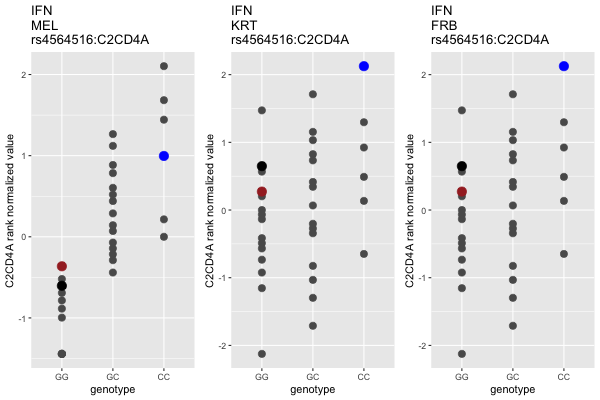 IFN
MEL
rs4564516:C2CD4A
IFN
KRT
rs4564516:C2CD4A
IFN
FRB
rs4564516:C2CD4A
C2CD4A rank normalized value
2
1
0
-1
GG GC CC
genotype
C2CD4A rank normalized value
2
1
0
-1
-2
GG GC CC
genotype
C2CD4A rank normalized value
2
1
0
-1
-2
GG GC CC
genotype